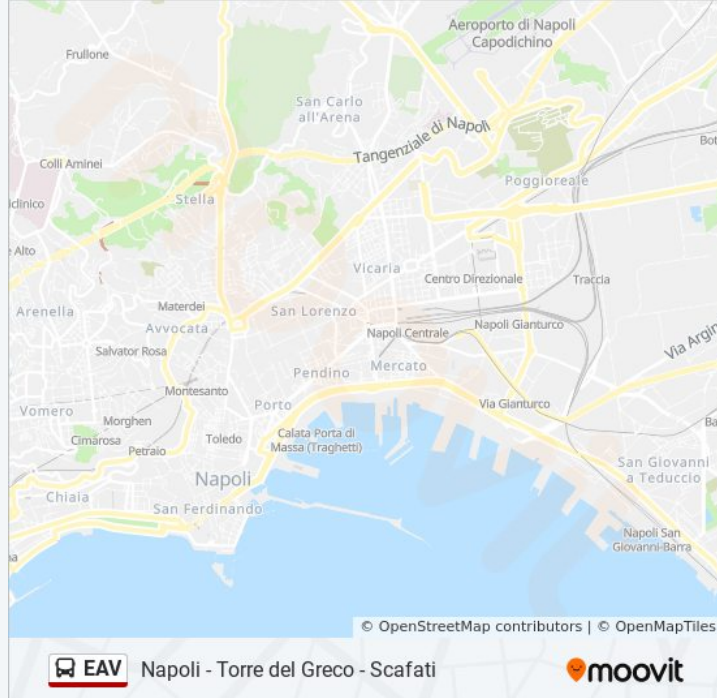 Aeroporto di Napoli
Capodichino
Frullone
San Carlo
all'Arena
Tangenziale di Napoli
Colli Aminei
Poggioreale
Stella
Vicaria
Centro Direzionale
Traccia
Arenella
Materdei
San Lorenzo
Avvocata
Napoli Centrale
Napoli Gianturco
Salvator Rosa
Pendino
Mercato
Montesanto
Porto
Via Gianturco
Vomero
Morghen
Cimarosa
Petraio
Toledo
Calata Porta di
Massa (Traghetti)
San Giovanni
a Teduccio
Napoli
Chiaia
San Ferdinando
Napoli San
Giovanni-Barra
© OpenStreetMap contributors | © OpenMapTiles
EAV Napoli - Torre del Greco - Scafati
moovit